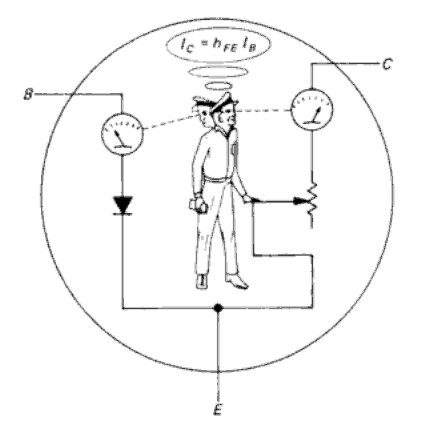 I_C = h_FE I_B
B
C
E